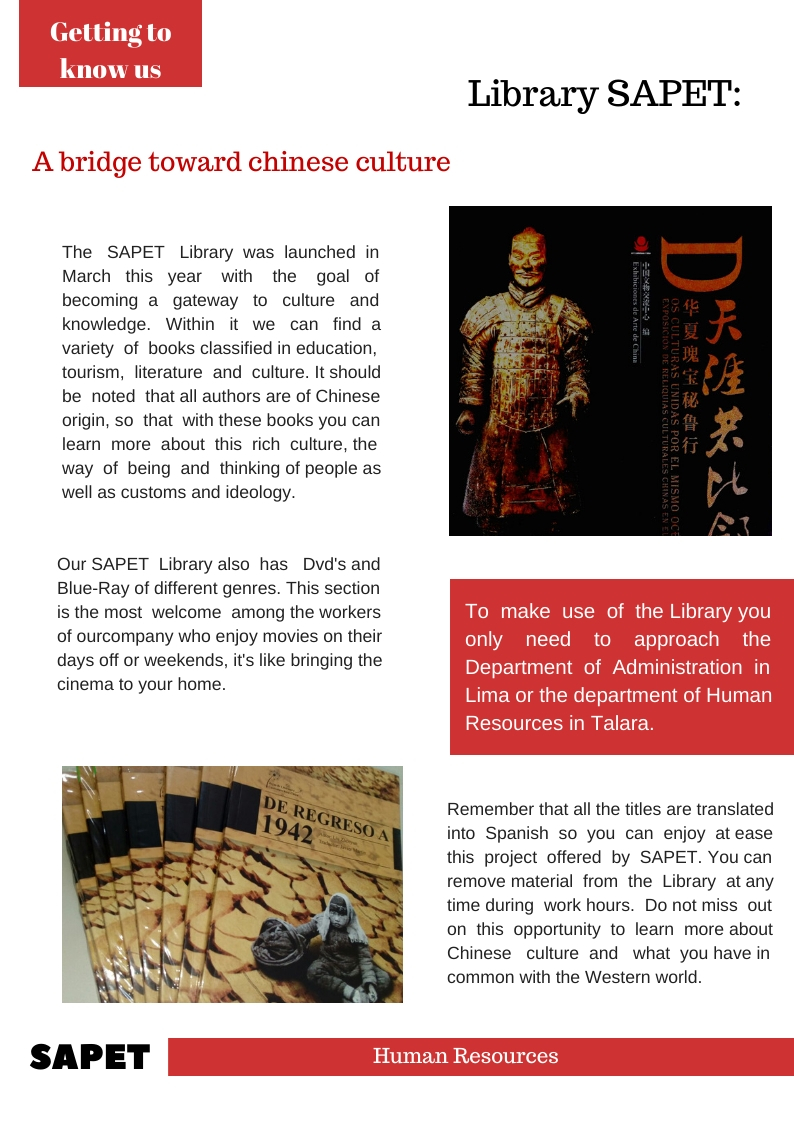 Getting to
know us
Library SAPET:
A bridge toward chinese culture
The SAPET Library was launched in
March this year with the goal of
becoming a gateway to culture and
knowledge. Within it we can find a
variety of books classified in education,
tourism, literature and culture. It should
be noted that all authors are of Chinese
origin, so that with these books you can
learn more about this rich culture, the
way of being and thinking of people as
well as customs and ideology.
Our SAPET Library also has Dvd's and
Blue-Ray of different genres. This section
is the most welcome among the workers
of ourcompany who enjoy movies on their
days off or weekends, it's like bringing the
cinema to your home.
DE REGRESO A
1942
中国文物交流中心 编
Exhibiciones de Arte de China
D
天涯若比邻
华夏瑰宝秘鲁行
OS CULTURAS UNIDAS POR EL MISMO OCE
EXPOSICIÓN DE RELIQUIAS CULTURALES CHINAS EN EL
To make use of the Library you
only need to approach the
Department of Administration in
Lima or the department of Human
Resources in Talara.
Remember that all the titles are translated
into Spanish so you can enjoy at ease
this project offered by SAPET. You can
remove material from the Library at any
time during work hours. Do not miss out
on this opportunity to learn more about
Chinese culture and what you have in
common with the Western world.
SAPET
Human Resources